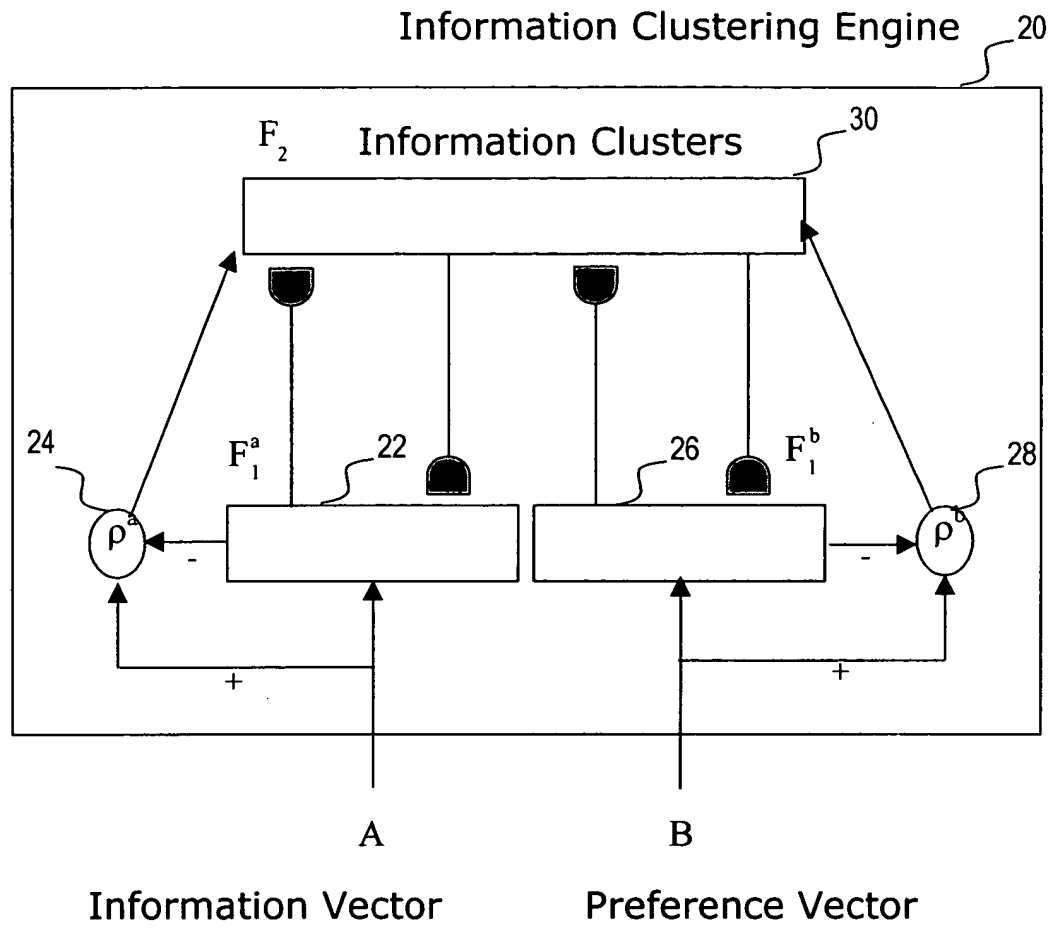 Information Clustering Engine 20
30
F₂ Information Clusters
24 F₁ᵃ 22 26 F₁ᵇ 28
ρᵃ - - ρᵇ
+ +
A B
Information Vector Preference Vector